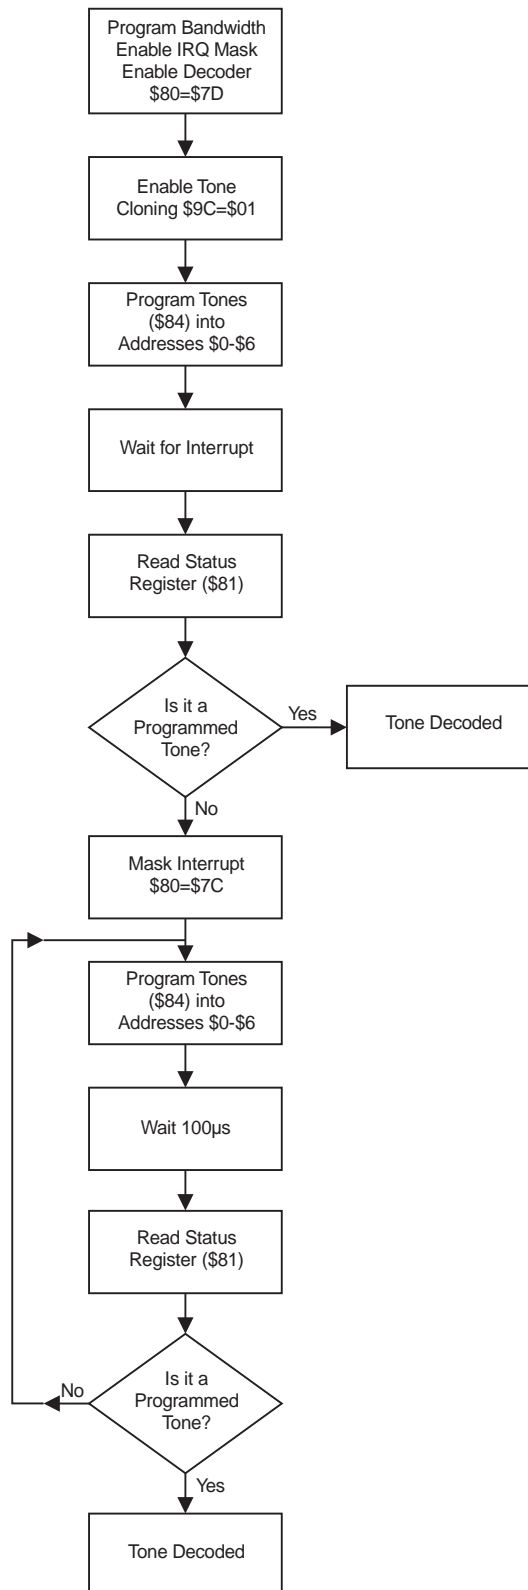 Program Bandwidth
Enable IRQ Mask
Enable Decoder
$80=$7D
Enable Tone
Cloning $9C=$01
Program Tones
($84) into
Addresses $0-$6
Wait for Interrupt
Read Status
Register ($81)
Is it a
Programmed
Tone?
Yes
Tone Decoded
No
Mask Interrupt
$80=$7C
Program Tones
($84) into
Addresses $0-$6
Wait 100µs
Read Status
Register ($81)
Is it a
Programmed
Tone?
No
Yes
Tone Decoded